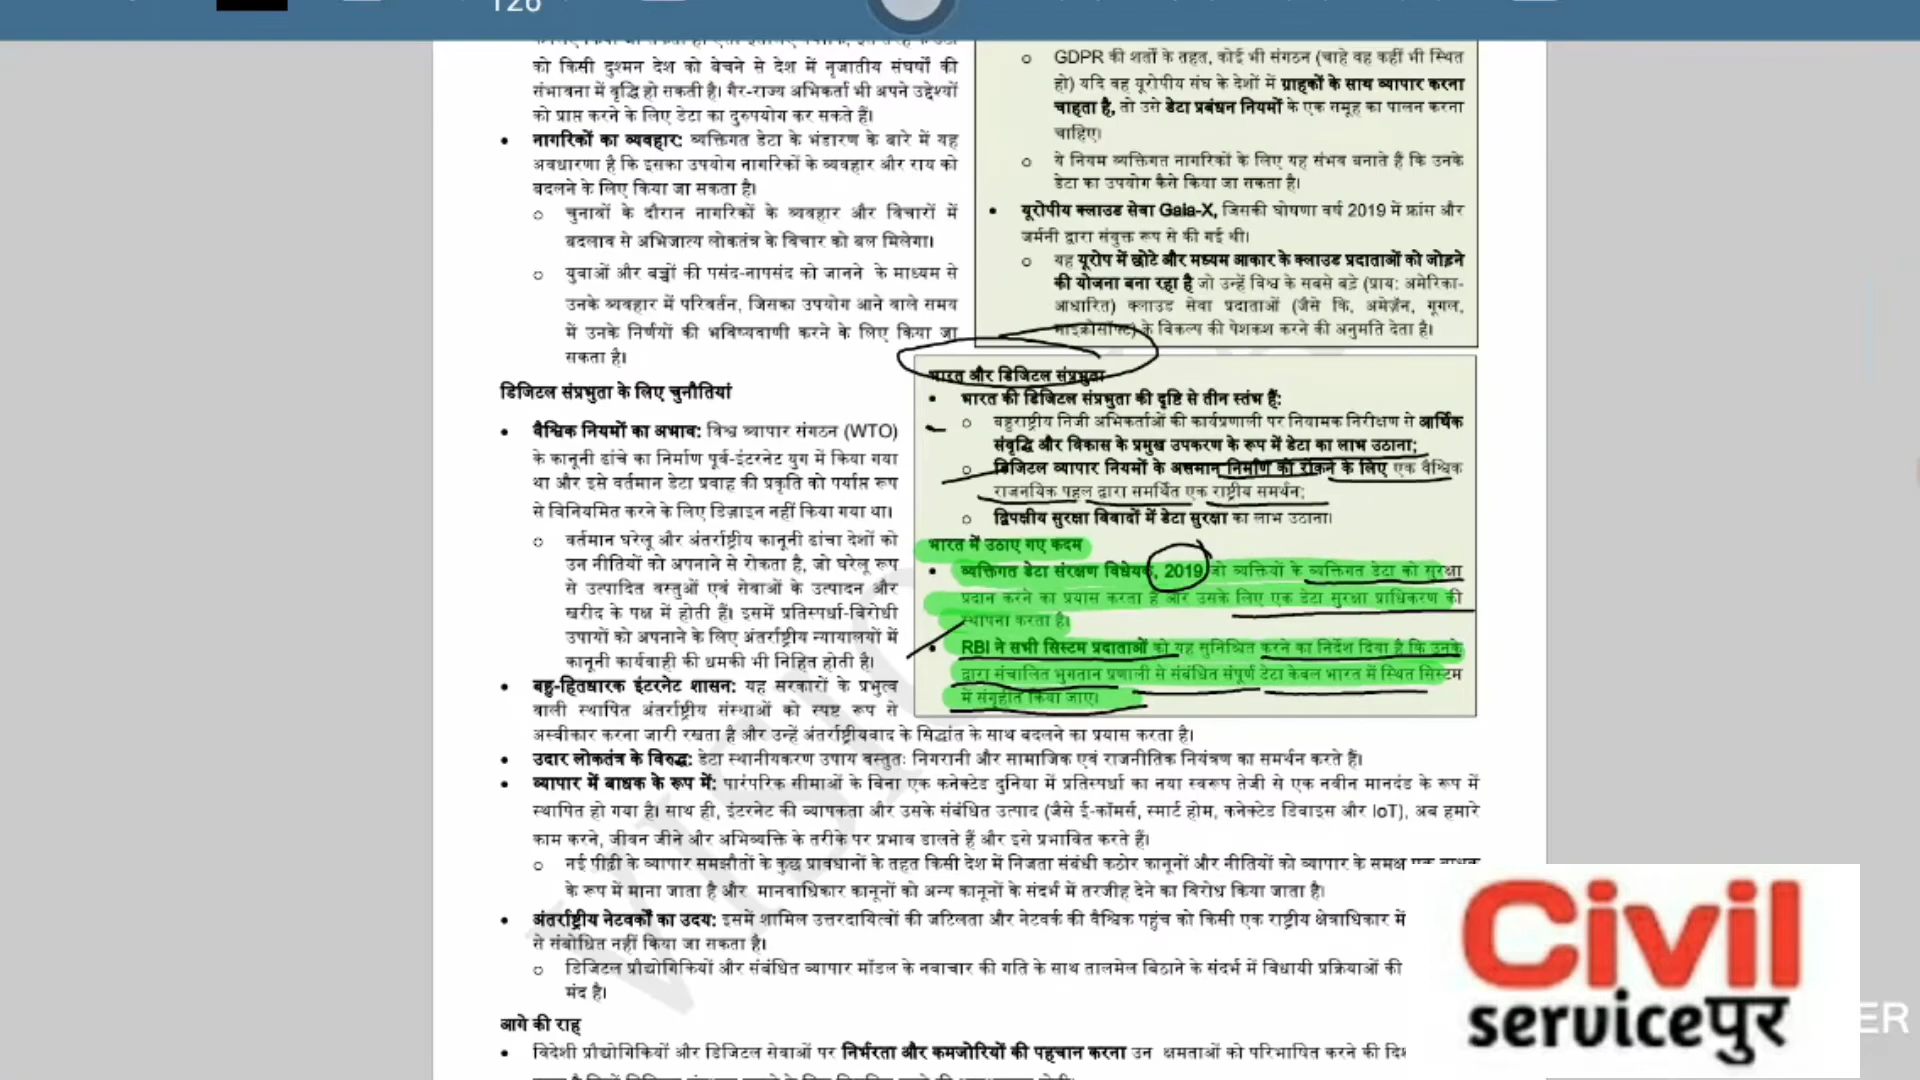 126
को किसी दुश्मन देश को बेचने से देश में नृजातीय संघर्षों की
संभावना में वृद्धि हो सकती है। गैर-राज्य अभिकर्ता भी अपने उद्देश्यों
को प्राप्त करने के लिए डेटा का दुरुपयोग कर सकते हैं।
• नागरिकों का व्यवहार: व्यक्तिगत डेटा के भंडारण के बारे में यह
अवधारणा है कि इसका उपयोग नागरिकों के व्यवहार और राय को
बदलने के लिए किया जा सकता है।
o चुनावों के दौरान नागरिकों के व्यवहार और विचारों में
बदलाव से अभिजात्य लोकतंत्र के विचार को बल मिलेगा।
o युवाओं और बच्चों की पसंद-नापसंद को जानने के माध्यम से
उनके व्यवहार में परिवर्तन, जिसका उपयोग आने वाले समय
में उनके निर्णयों की भविष्यवाणी करने के लिए किया जा
सकता है।
डिजिटल संप्रभुता के लिए चुनौतियां
• वैश्विक नियमों का अभाव: विश्व व्यापार संगठन (WTO)
के कानूनी ढांचे का निर्माण पूर्व-इंटरनेट युग में किया गया
था और इसे वर्तमान डेटा प्रवाह की प्रकृति को पर्याप्त रूप
से विनियमित करने के लिए डिज़ाइन नहीं किया गया था।
o वर्तमान घरेलू और अंतर्राष्ट्रीय कानूनी ढांचा देशों को
उन नीतियों को अपनाने से रोकता है, जो घरेलू रूप
से उत्पादित वस्तुओं एवं सेवाओं के उत्पादन और
खरीद के पक्ष में होती हैं। इसमें प्रतिस्पर्धा-विरोधी
उपायों को अपनाने के लिए अंतर्राष्ट्रीय न्यायालयों में
कानूनी कार्यवाही की धमकी भी निहित होती है।
• बहु-हितधारक इंटरनेट शासन: यह सरकारों के प्रभुत्व
वाली स्थापित अंतर्राष्ट्रीय संस्थाओं को स्पष्ट रूप से
अस्वीकार करना जारी रखता है और उन्हें अंतर्राष्ट्रीयवाद के सिद्धांत के साथ बदलने का प्रयास करता है।
o GDPR की शर्तों के तहत, कोई भी संगठन (चाहे वह कहीं भी स्थित
हो) यदि वह यूरोपीय संघ के देशों में ग्राहकों के साथ व्यापार करना
चाहता है, तो उसे डेटा प्रबंधन नियमों के एक समूह का पालन करना
चाहिए।
o ये नियम व्यक्तिगत नागरिकों के लिए यह संभव बनाते हैं कि उनके
डेटा का उपयोग कैसे किया जा सकता है।
• यूरोपीय क्लाउड सेवा Gaia-X, जिसकी घोषणा वर्ष 2019 में फ्रांस और
जर्मनी द्वारा संयुक्त रूप से की गई थी।
o यह यूरोप में छोटे और मध्यम आकार के क्लाउड प्रदाताओं को जोड़ने
की योजना बना रहा है जो उन्हें विश्व के सबसे बड़े (प्राय: अमेरिका-
आधारित) क्लाउड सेवा प्रदाताओं (जैसे कि, अमेज़ॅन, गूगल,
माइक्रोसॉफ्ट) के विकल्प की पेशकश करने की अनुमति देता है।
भारत और डिजिटल संप्रभुता
• भारत की डिजिटल संप्रभुता की दृष्टि से तीन स्तंभ हैं:
o बहुराष्ट्रीय निजी अभिकर्ताओं की कार्यप्रणाली पर नियामक निरीक्षण से आर्थिक
संवृद्धि और विकास के प्रमुख उपकरण के रूप में डेटा का लाभ उठाना;
o डिजिटल व्यापार नियमों के असमान निर्माण को रोकने के लिए एक वैश्विक
राजनयिक पहल द्वारा समर्थित एक राष्ट्रीय समर्थन;
o द्विपक्षीय सुरक्षा विवादों में डेटा सुरक्षा का लाभ उठाना।
भारत में उठाए गए कदम
• व्यक्तिगत डेटा संरक्षण विधेयक, 2019 जो व्यक्तियों के व्यक्तिगत डेटा को सुरक्षा
प्रदान करने का प्रयास करता है और उसके लिए एक डेटा सुरक्षा प्राधिकरण की
स्थापना करता है।
• RBI ने सभी सिस्टम प्रदाताओं को यह सुनिश्चित करने का निर्देश दिया है कि उनके
द्वारा संचालित भुगतान प्रणाली से संबंधित संपूर्ण डेटा केवल भारत में स्थित सिस्टम
में संगृहीत किया जाए।
• उदार लोकतंत्र के विरुद्ध: डेटा स्थानीयकरण उपाय वस्तुतः निगरानी और सामाजिक एवं राजनीतिक नियंत्रण का समर्थन करते हैं।
• व्यापार में बाधक के रूप में: पारंपरिक सीमाओं के बिना एक कनेक्टेड दुनिया में प्रतिस्पर्धा का नया स्वरूप तेजी से एक नवीन मानदंड के रूप में
स्थापित हो गया है। साथ ही, इंटरनेट की व्यापकता और उसके संबंधित उत्पाद (जैसे ई-कॉमर्स, स्मार्ट होम, कनेक्टेड डिवाइस और IoT), अब हमारे
काम करने, जीवन जीने और अभिव्यक्ति के तरीके पर प्रभाव डालते हैं और इसे प्रभावित करते हैं।
o नई पीढ़ी के व्यापार समझौतों के कुछ प्रावधानों के तहत किसी देश में निजता संबंधी कठोर कानूनों और नीतियों को व्यापार के समक्ष
के रूप में माना जाता है और मानवाधिकार कानूनों को अन्य कानूनों के संदर्भ में तरजीह देने का विरोध किया जाता है।
• अंतर्राष्ट्रीय नेटवर्कों का उदय: इसमें शामिल उत्तरदायित्वों की जटिलता और नेटवर्क की वैश्विक पहुंच को किसी एक राष्ट्रीय क्षेत्राधिकार में
से संबोधित नहीं किया जा सकता है।
o डिजिटल प्रौद्योगिकियों और संबंधित व्यापार मॉडल के नवाचार की गति के साथ तालमेल बिठाने के संदर्भ में विधायी प्रक्रियाओं की
मंद है।
आगे की राह
• विदेशी प्रौद्योगिकियों और डिजिटल सेवाओं पर निर्भरता और कमजोरियों की पहचान करना उन क्षमताओं को परिभाषित करने की
Civil
serviceपुर
ER